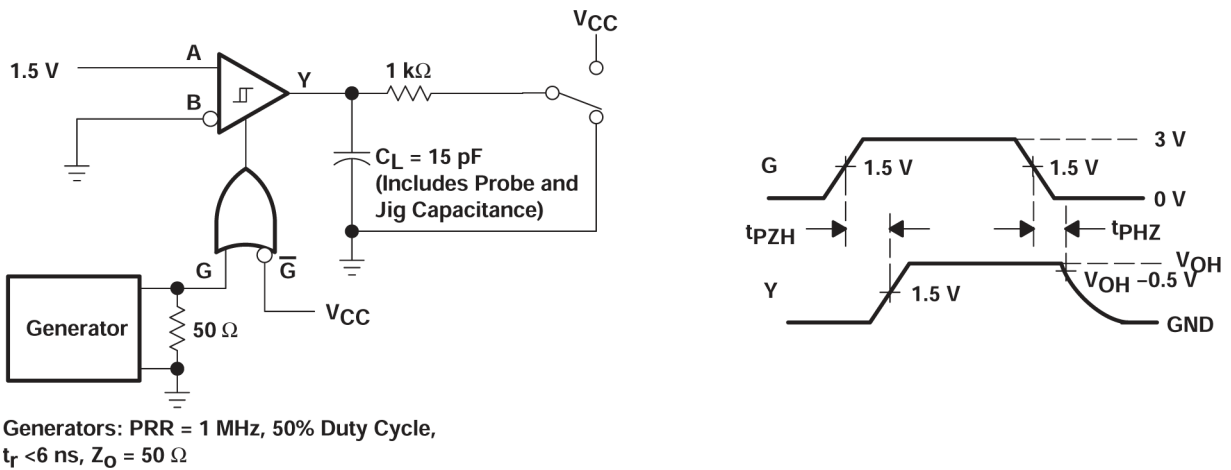 VCC
1.5 V
A
B
Y
1 kΩ
CL = 15 pF
(Includes Probe and
Jig Capacitance)
G
G̅
VCC
Generator
50 Ω
Generators: PRR = 1 MHz, 50% Duty Cycle,
tr <6 ns, Zo = 50 Ω
G
1.5 V
1.5 V
3 V
0 V
tPZH
tPHZ
Y
1.5 V
VOH
VOH –0.5 V
GND